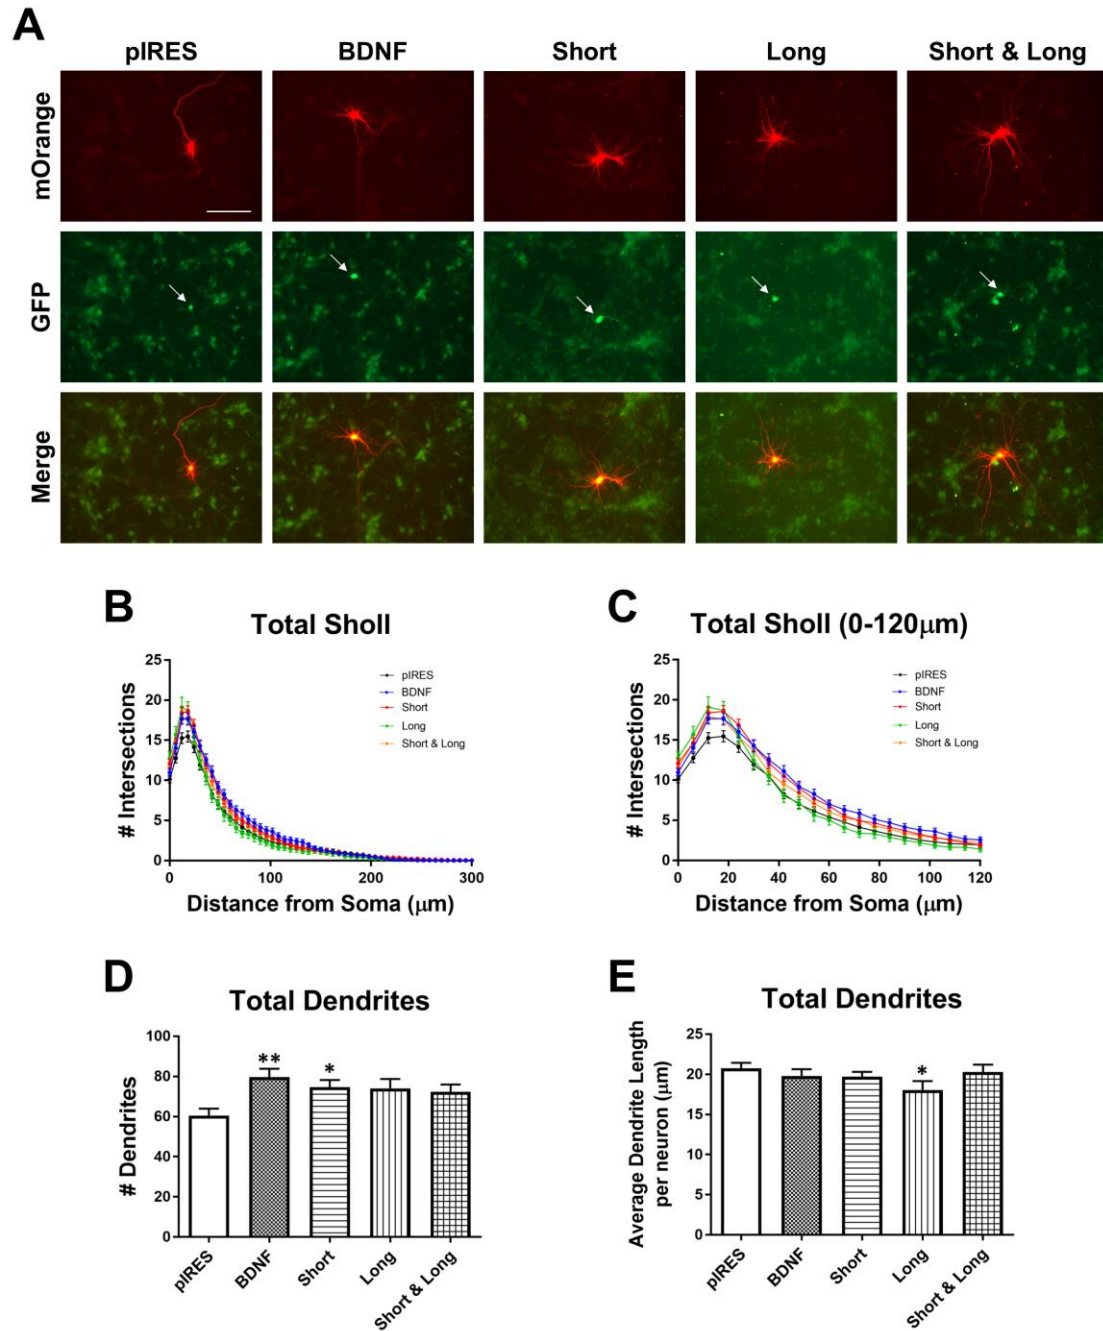 A
pIRES
BDNF
Short
Long
Short & Long
mOrange
GFP
Merge
B
Total Sholl
# Intersections
25
20
15
10
5
0
0
100
200
300
Distance from Soma (μm)
pIRES
BDNF
Short
Long
Short & Long
C
Total Sholl (0-120μm)
# Intersections
25
20
15
10
5
0
0
20
40
60
80
100
120
Distance from Soma (μm)
pIRES
BDNF
Short
Long
Short & Long
D
Total Dendrites
# Dendrites
100
80
60
40
20
0
**
*
pIRES
BDNF
Short
Long
Short & Long
E
Total Dendrites
Average Dendrite Length
per neuron (μm)
25
20
15
10
5
0
*
pIRES
BDNF
Short
Long
Short & Long